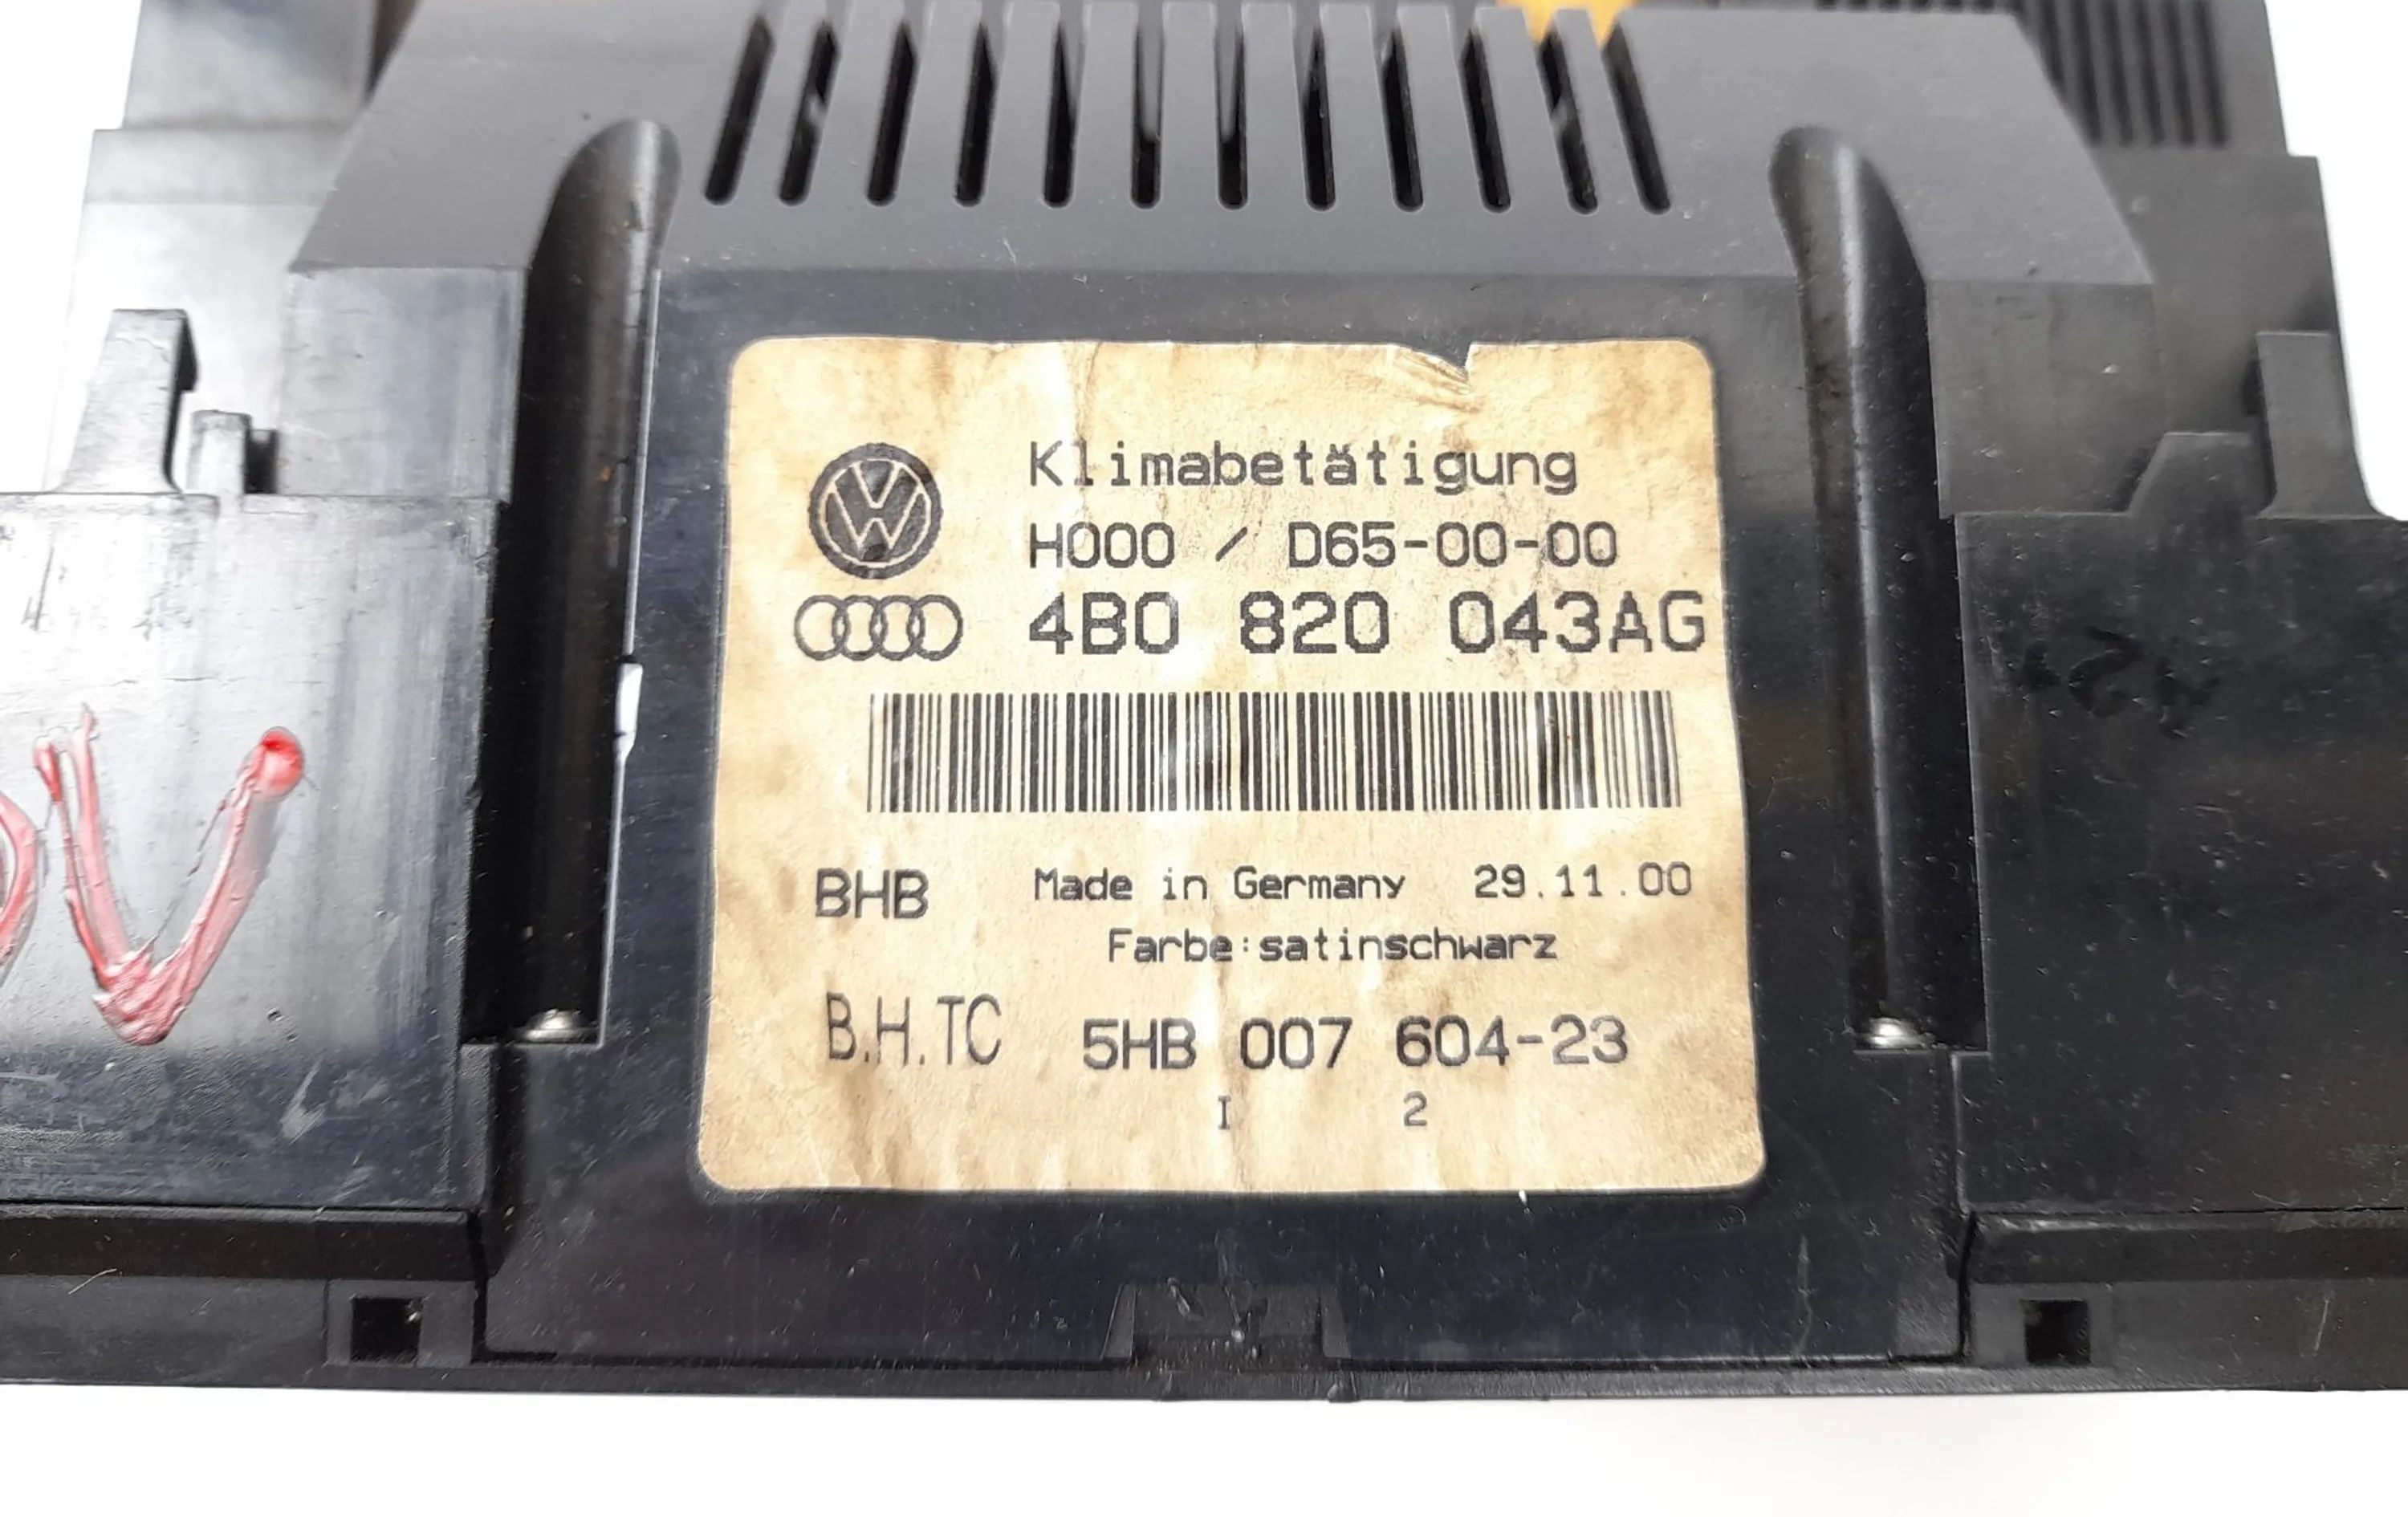 Klimabetätigung
H000 / D65-00-00
4B0 820 043AG
BHB Made in Germany 29.11.00
Farbe:satinschwarz
B.H.TC 5HB 007 604-23
I 2